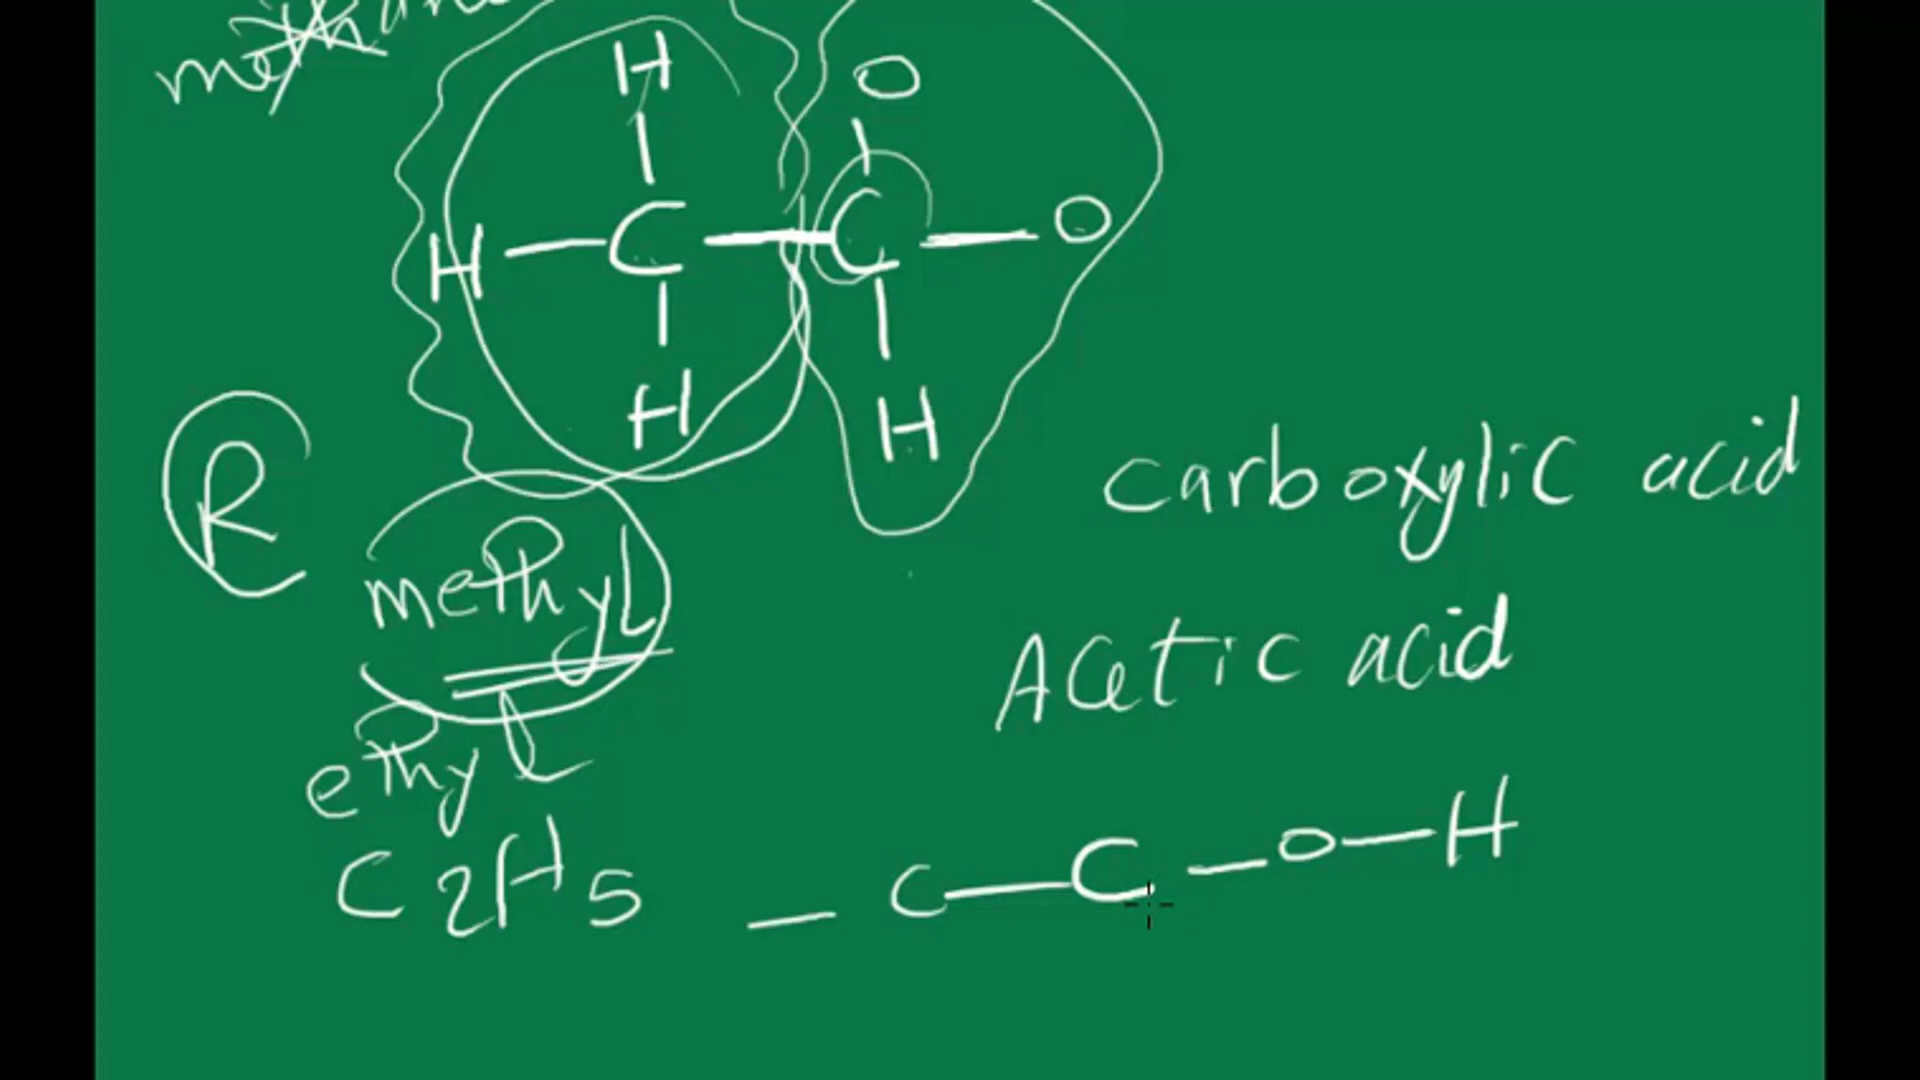 H O
H — C — C — O
H H
R
carboxylic acid
methyl
Acetic acid
ethyl
C2H5 — C — C — O — H